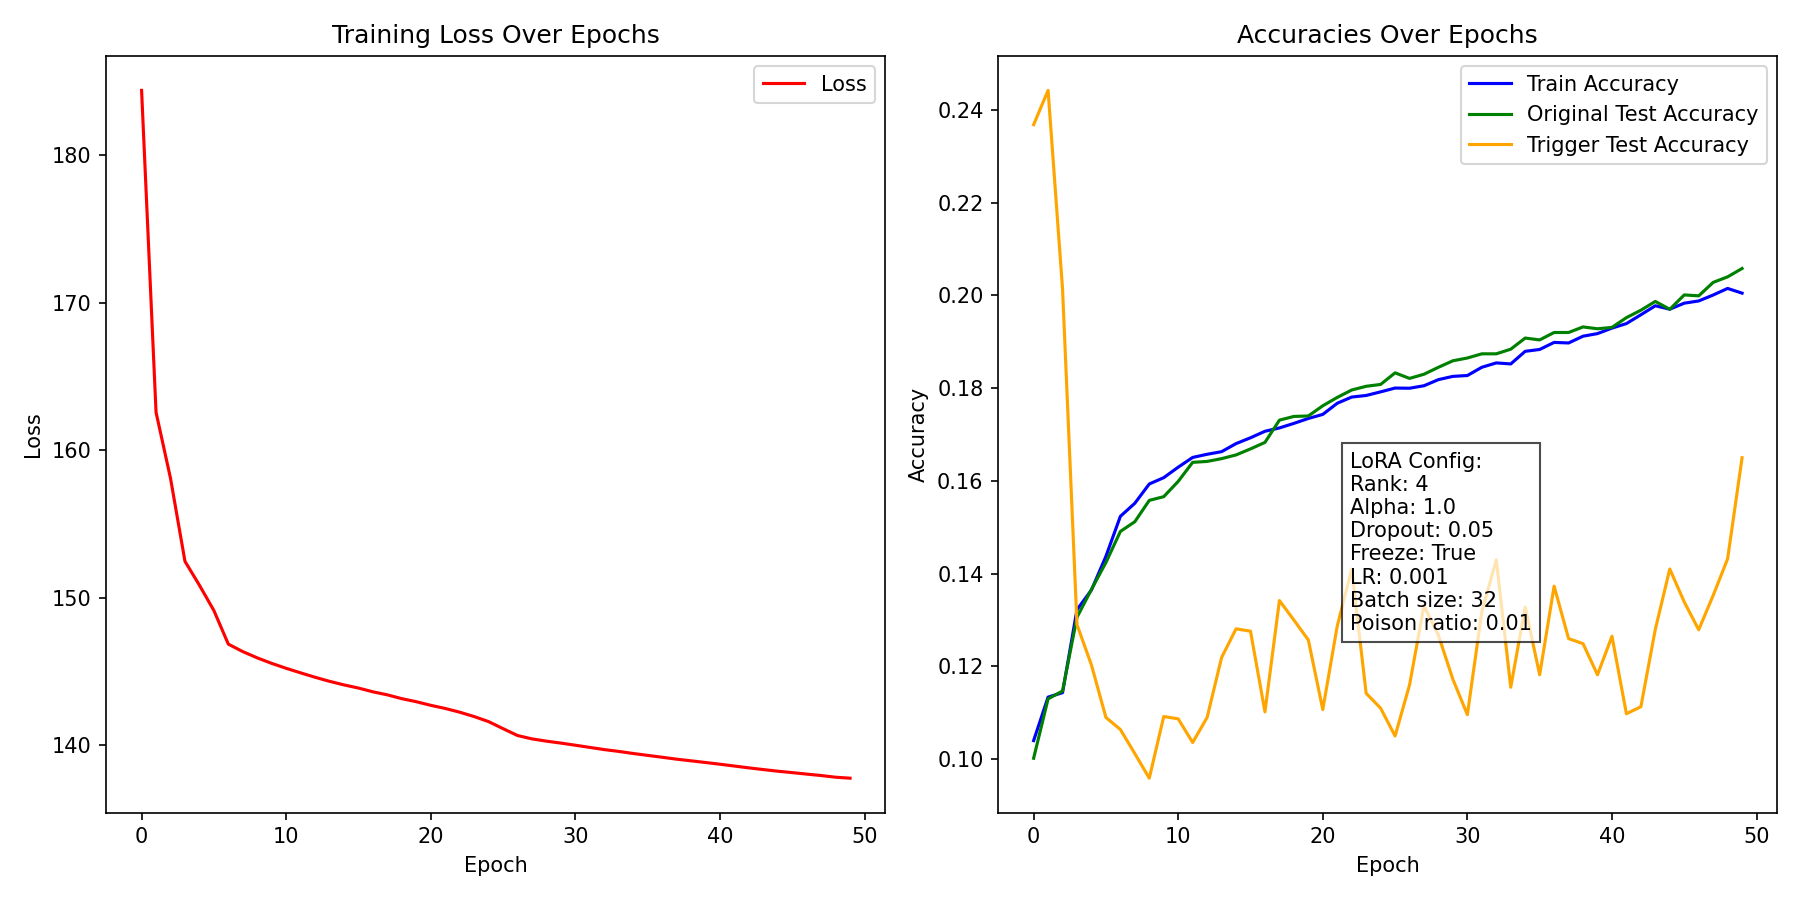 Training Loss Over Epochs
Loss
180
170
160
150
140
Loss
0
10
20
30
40
50
Epoch
Accuracies Over Epochs
Train Accuracy
Original Test Accuracy
Trigger Test Accuracy
0.24
0.22
0.20
0.18
0.16
0.14
0.12
0.10
Accuracy
LoRA Config:
Rank: 4
Alpha: 1.0
Dropout: 0.05
Freeze: True
LR: 0.001
Batch size: 32
Poison ratio: 0.01
0
10
20
30
40
50
Epoch